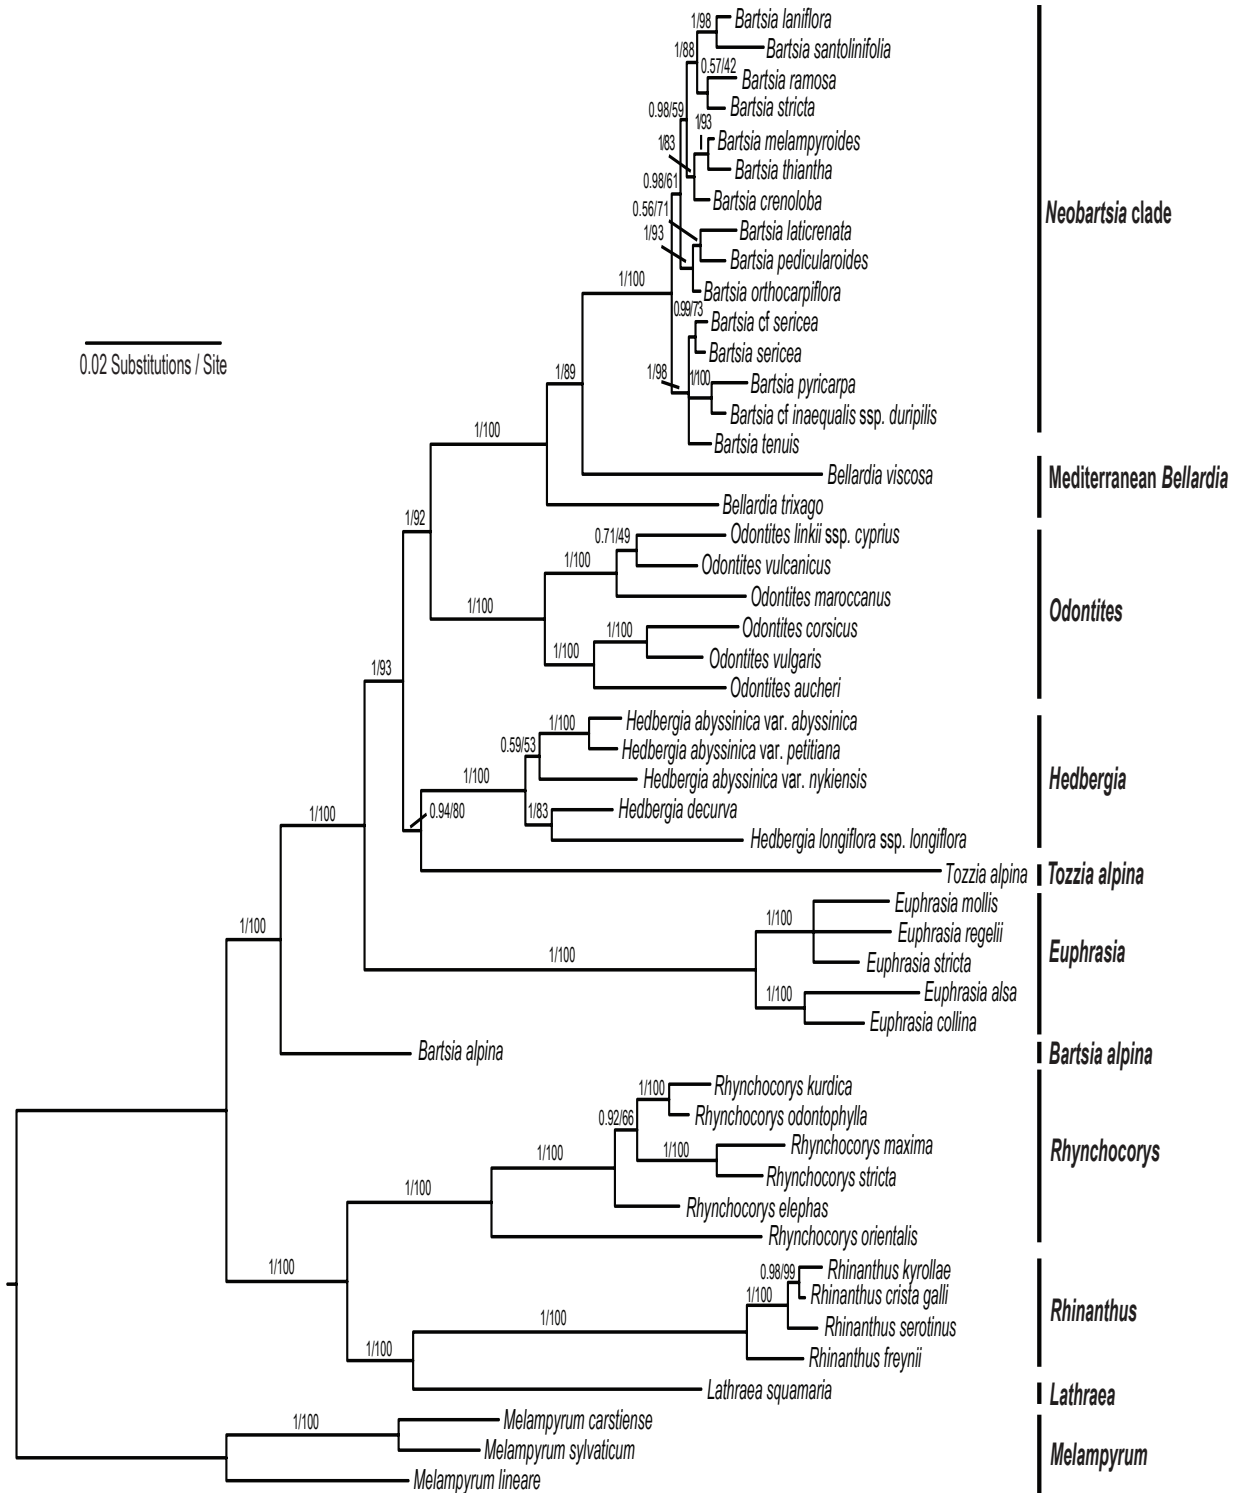 1/98
Bartsia laniflora
1/88
Bartsia santolinifolia
0.57/42
Bartsia ramosa
0.98/59
Bartsia stricta
1/93
1/83
Bartsia melampyroides
Bartsia thiantha
0.98/61
Bartsia crenoloba
Neobartsia clade
0.56/71
1/93
Bartsia laticrenata
Bartsia pedicularoides
1/100
Bartsia orthocarpiflora
0.99/73
Bartsia cf sericea
0.02 Substitutions / Site
Bartsia sericea
1/89
1/98
1/100
Bartsia pyricarpa
Bartsia cf inaequalis ssp. duripilis
1/100
Bartsia tenuis
Bellardia viscosa
Mediterranean Bellardia
Bellardia trixago
1/92
0.71/49
Odontites linkii ssp. cyprius
1/100
Odontites vulcanicus
Odontites maroccanus
1/100
Odontites
1/100
Odontites corsicus
1/100
Odontites vulgaris
1/93
Odontites aucheri
1/100
Hedbergia abyssinica var. abyssinica
0.59/53
Hedbergia abyssinica var. petitiana
1/100
Hedbergia abyssinica var. nykiensis
Hedbergia
0.94/80
1/83
Hedbergia decurva
1/100
Hedbergia longiflora ssp. longiflora
Tozzia alpina
Tozzia alpina
Euphrasia mollis
1/100
1/100
Euphrasia regelii
1/100
Euphrasia stricta
Euphrasia
1/100
Euphrasia alsa
Euphrasia collina
Bartsia alpina
Bartsia alpina
1/100
Rhynchocorys kurdica
0.92/66
Rhynchocorys odontophylla
1/100
1/100
Rhynchocorys maxima
Rhynchocorys
Rhynchocorys stricta
1/100
Rhynchocorys elephas
Rhynchocorys orientalis
1/100
0.98/99
Rhinanthus kyrollae
1/100
Rhinanthus crista galli
Rhinanthus
1/100
Rhinanthus serotinus
1/100
Rhinanthus freynii
Lathraea squamaria
Lathraea
1/100
Melampyrum carstiense
Melampyrum sylvaticum
Melampyrum
Melampyrum lineare